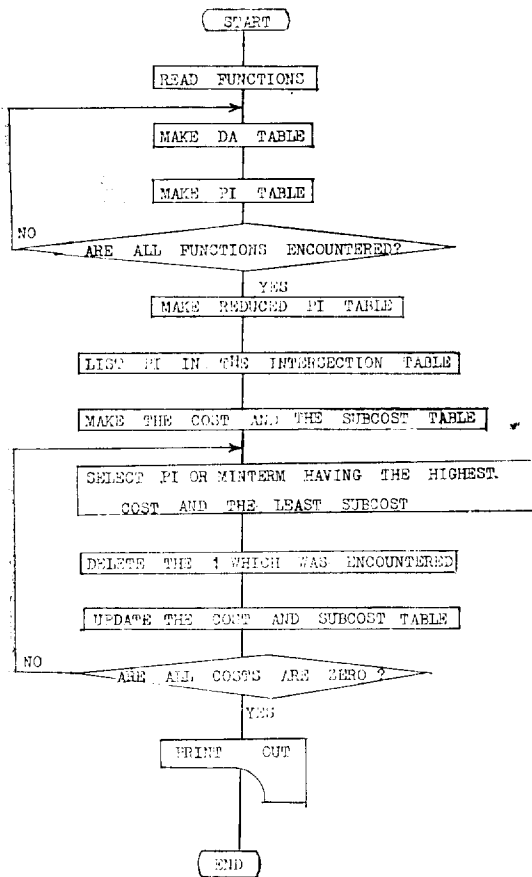 START
READ FUNCTIONS
MAKE DA TABLE
MAKE PI TABLE
NO
ARE ALL FUNCTIONS ENCOUNTERED?
YES
MAKE REDUCED PI TABLE
LIST PI IN THE INTERSECTION TABLE
MAKE THE COST AND THE SUBCOST TABLE
SELECT PI OR MINTERM HAVING THE HIGHEST
COST AND THE LEAST SUBCOST
DELETE THE 1 WHICH WAS ENCOUNTERED
UPDATE THE COST AND SUBCOST TABLE
NO
ARE ALL COSTS ARE ZERO ?
YES
PRINT OUT
END